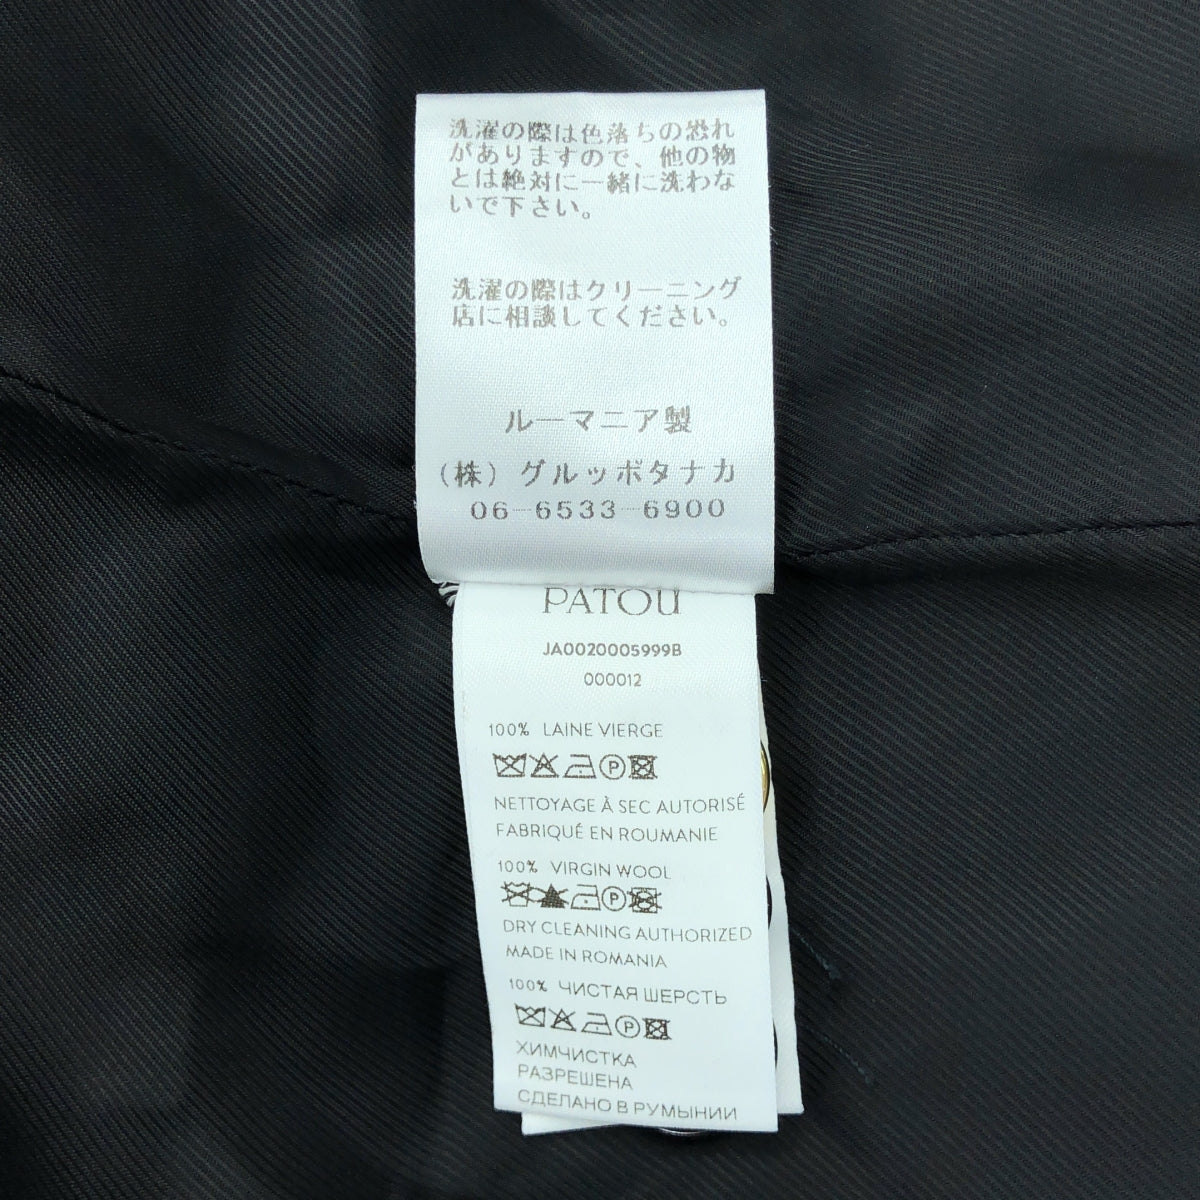 洗濯の際は色落ちの恐れ
がありますので、他の物
とは絶対に一緒に洗わな
いで下さい。
洗濯の際はクリーニング
店に相談してください。
ルーマニア製
(株)グルッポタナカ
06-6533-6900
PATOU
JA0020005999B
000012
100% LAINE VIERGE
NETTOYAGE À SEC AUTORISÉ
FABRIQUÉ EN ROUMANIE
100% VIRGIN WOOL
DRY CLEANING AUTHORIZED
MADE IN ROMANIA
100% ЧИСТАЯ ШЕРСТЬ
ХИМЧИСТКА
РАЗРЕШЕНА
СДЕЛАНО В РУМЫНИИ